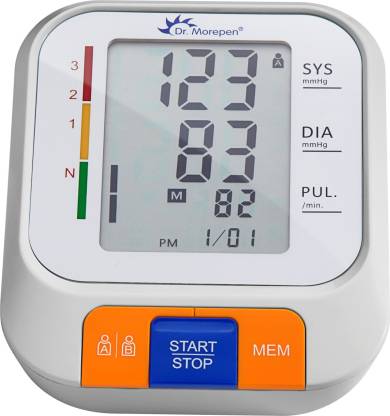 Dr. Morepen®
3
2
1
N
123
A
SYS
mmHg
83
DIA
mmHg
M 82
PUL.
/min.
PM 1/01
A B
START
STOP
MEM